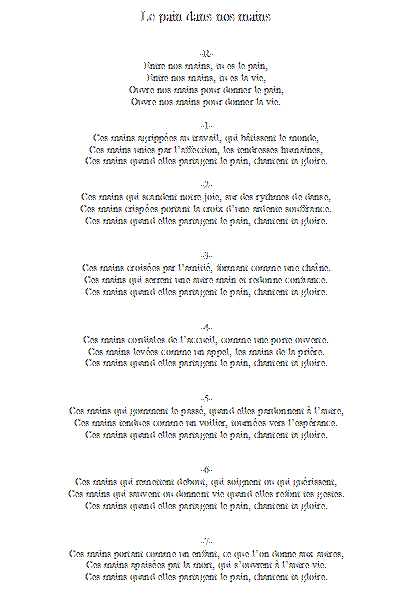 Le pain dans nos mains
-R-
Entre nos mains, tu es le pain,
Entre nos mains, tu es la vie,
Ouvre nos mains pour donner le pain,
Ouvre nos mains pour donner la vie.
-1-
Ces mains agrippées au travail, qui bâtissent le monde,
Ces mains unies par l'affection, les tendresses humaines,
Ces mains quand elles partagent le pain, chantent ta gloire.
-2-
Ces mains qui scandent notre joie, sur des rythmes de danse,
Ces mains crispées portant la croix d'une ardente souffrance.
Ces mains quand elles partagent le pain, chantent ta gloire.
-3-
Ces mains croisées par l'amitié, formant comme une chaîne.
Ces mains qui serrent une autre main et redonne confiance.
Ces mains quand elles partagent le pain, chantent ta gloire.
-4-
Ces mains cordiales de l'accueil, comme une porte ouverte.
Ces mains levées comme un appel, les mains de la prière.
Ces mains quand elles partagent le pain, chantent ta gloire.
-5-
Ces mains qui gomment le passé, quand elles pardonnent à l'autre,
Ces mains tendues comme un voilier, tournées vers l'espérance.
Ces mains quand elles partagent le pain, chantent ta gloire.
-6-
Ces mains qui remettent debout, qui soignent ou qui guérissent,
Ces mains qui sauvent ou donnent vie quand elles refont tes gestes.
Ces mains quand elles partagent le pain, chantent ta gloire.
-7-
Ces mains portant comme un enfant, ce que l'on donne aux autres,
Ces mains apaisées par la mort, qui s'ouvrent à l'autre vie.
Ces mains quand elles partagent le pain, chantent ta gloire.